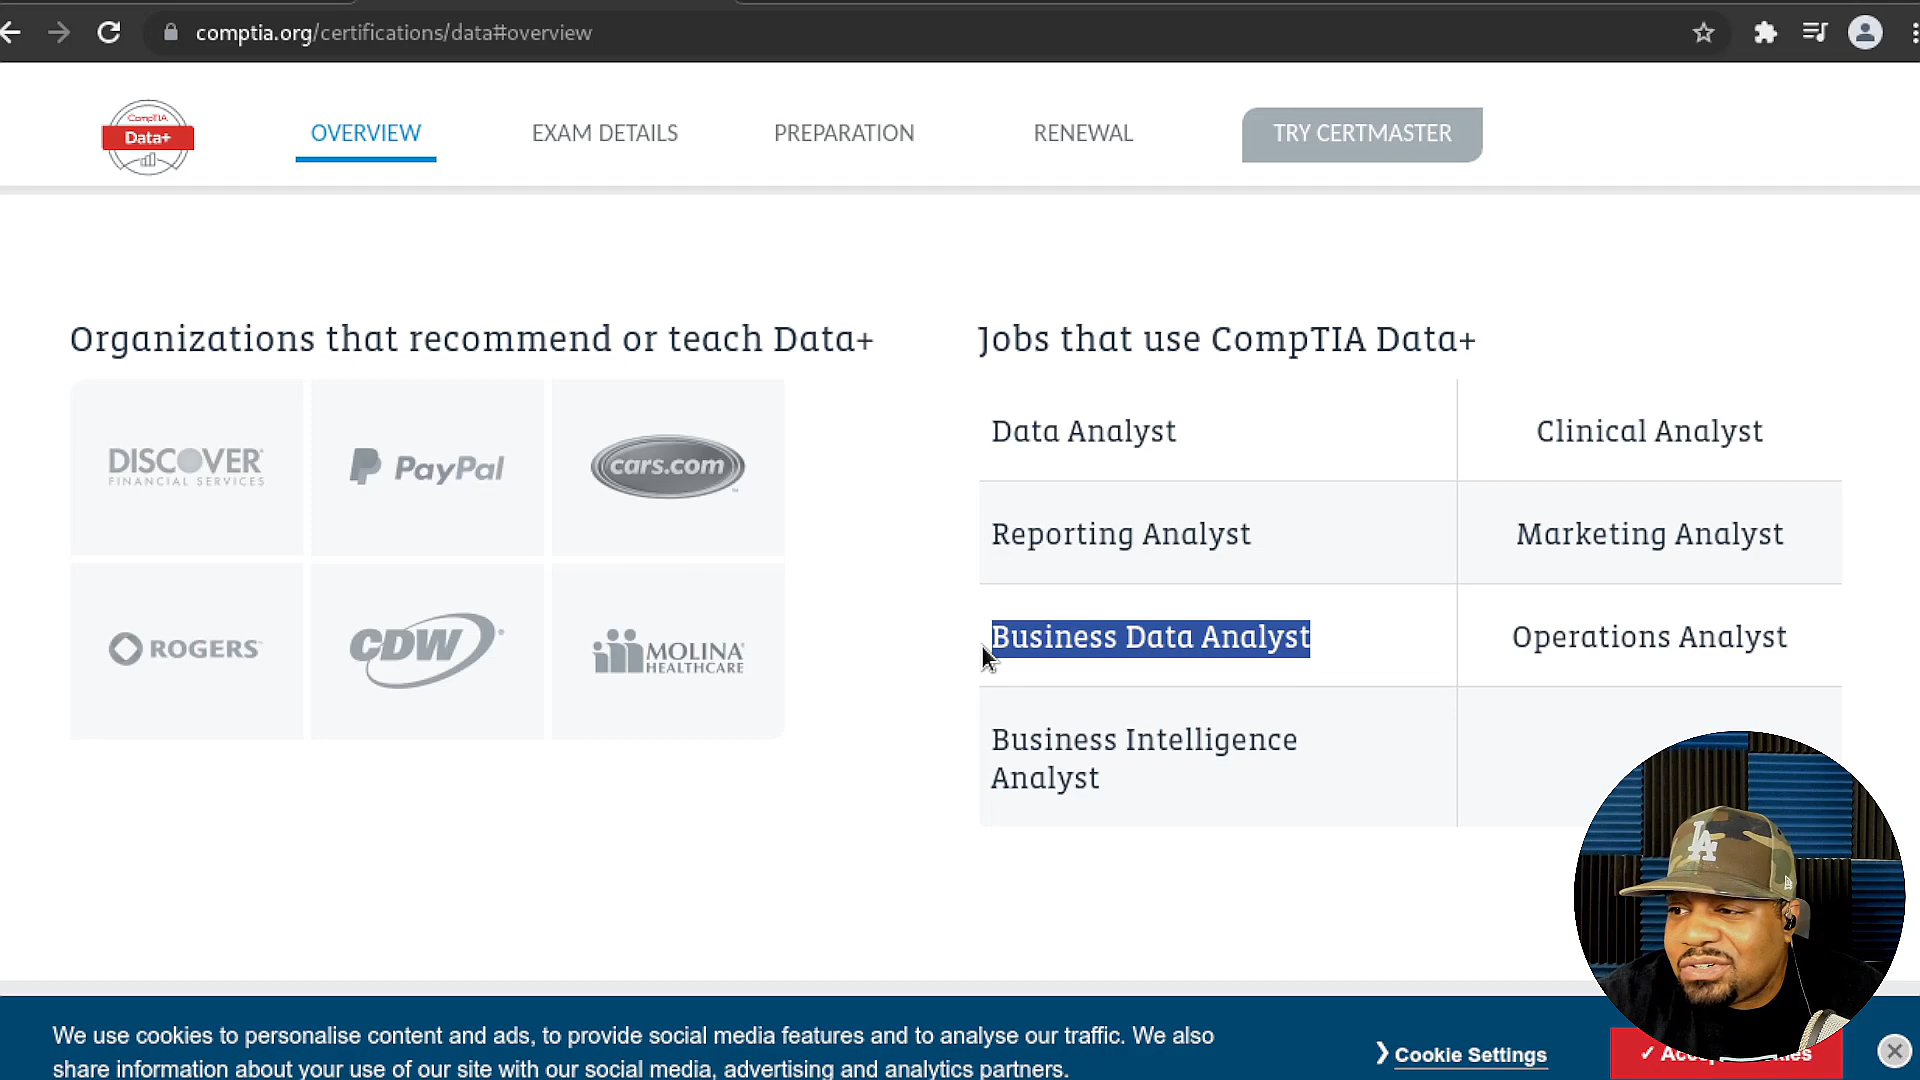 comptia.org/certifications/data#overview
CompTIA
Data+
OVERVIEW
EXAM DETAILS
PREPARATION
RENEWAL
TRY CERTMASTER
Organizations that recommend or teach Data+
DISCOVER
FINANCIAL SERVICES
PayPal
cars.com
ROGERS
CDW
MOLINA
HEALTHCARE
Jobs that use CompTIA Data+
Data Analyst
Clinical Analyst
Reporting Analyst
Marketing Analyst
Business Data Analyst
Operations Analyst
Business Intelligence
Analyst
LA
We use cookies to personalise content and ads, to provide social media features and to analyse our traffic. We also
share information about your use of our site with our social media, advertising and analytics partners.
Cookie Settings